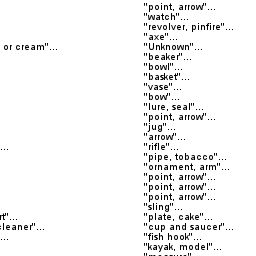 "point, arrow"...
"watch"...
"revolver, pinfire"...
"axe"...
or cream"... "Unknown"...
"beaker"...
"bowl"...
"basket"...
"vase"...
"bow"...
"lure, seal"...
"point, arrow"...
"jug"...
"arrow"...
... "rifle"...
"pipe, tobacco"...
"ornament, arm"...
"point, arrow"...
"point, arrow"...
"point, arrow"...
"sling"...
"plate, cake"...
cleaner"... "cup and saucer"...
... "fish hook"...
"kayak, model"...